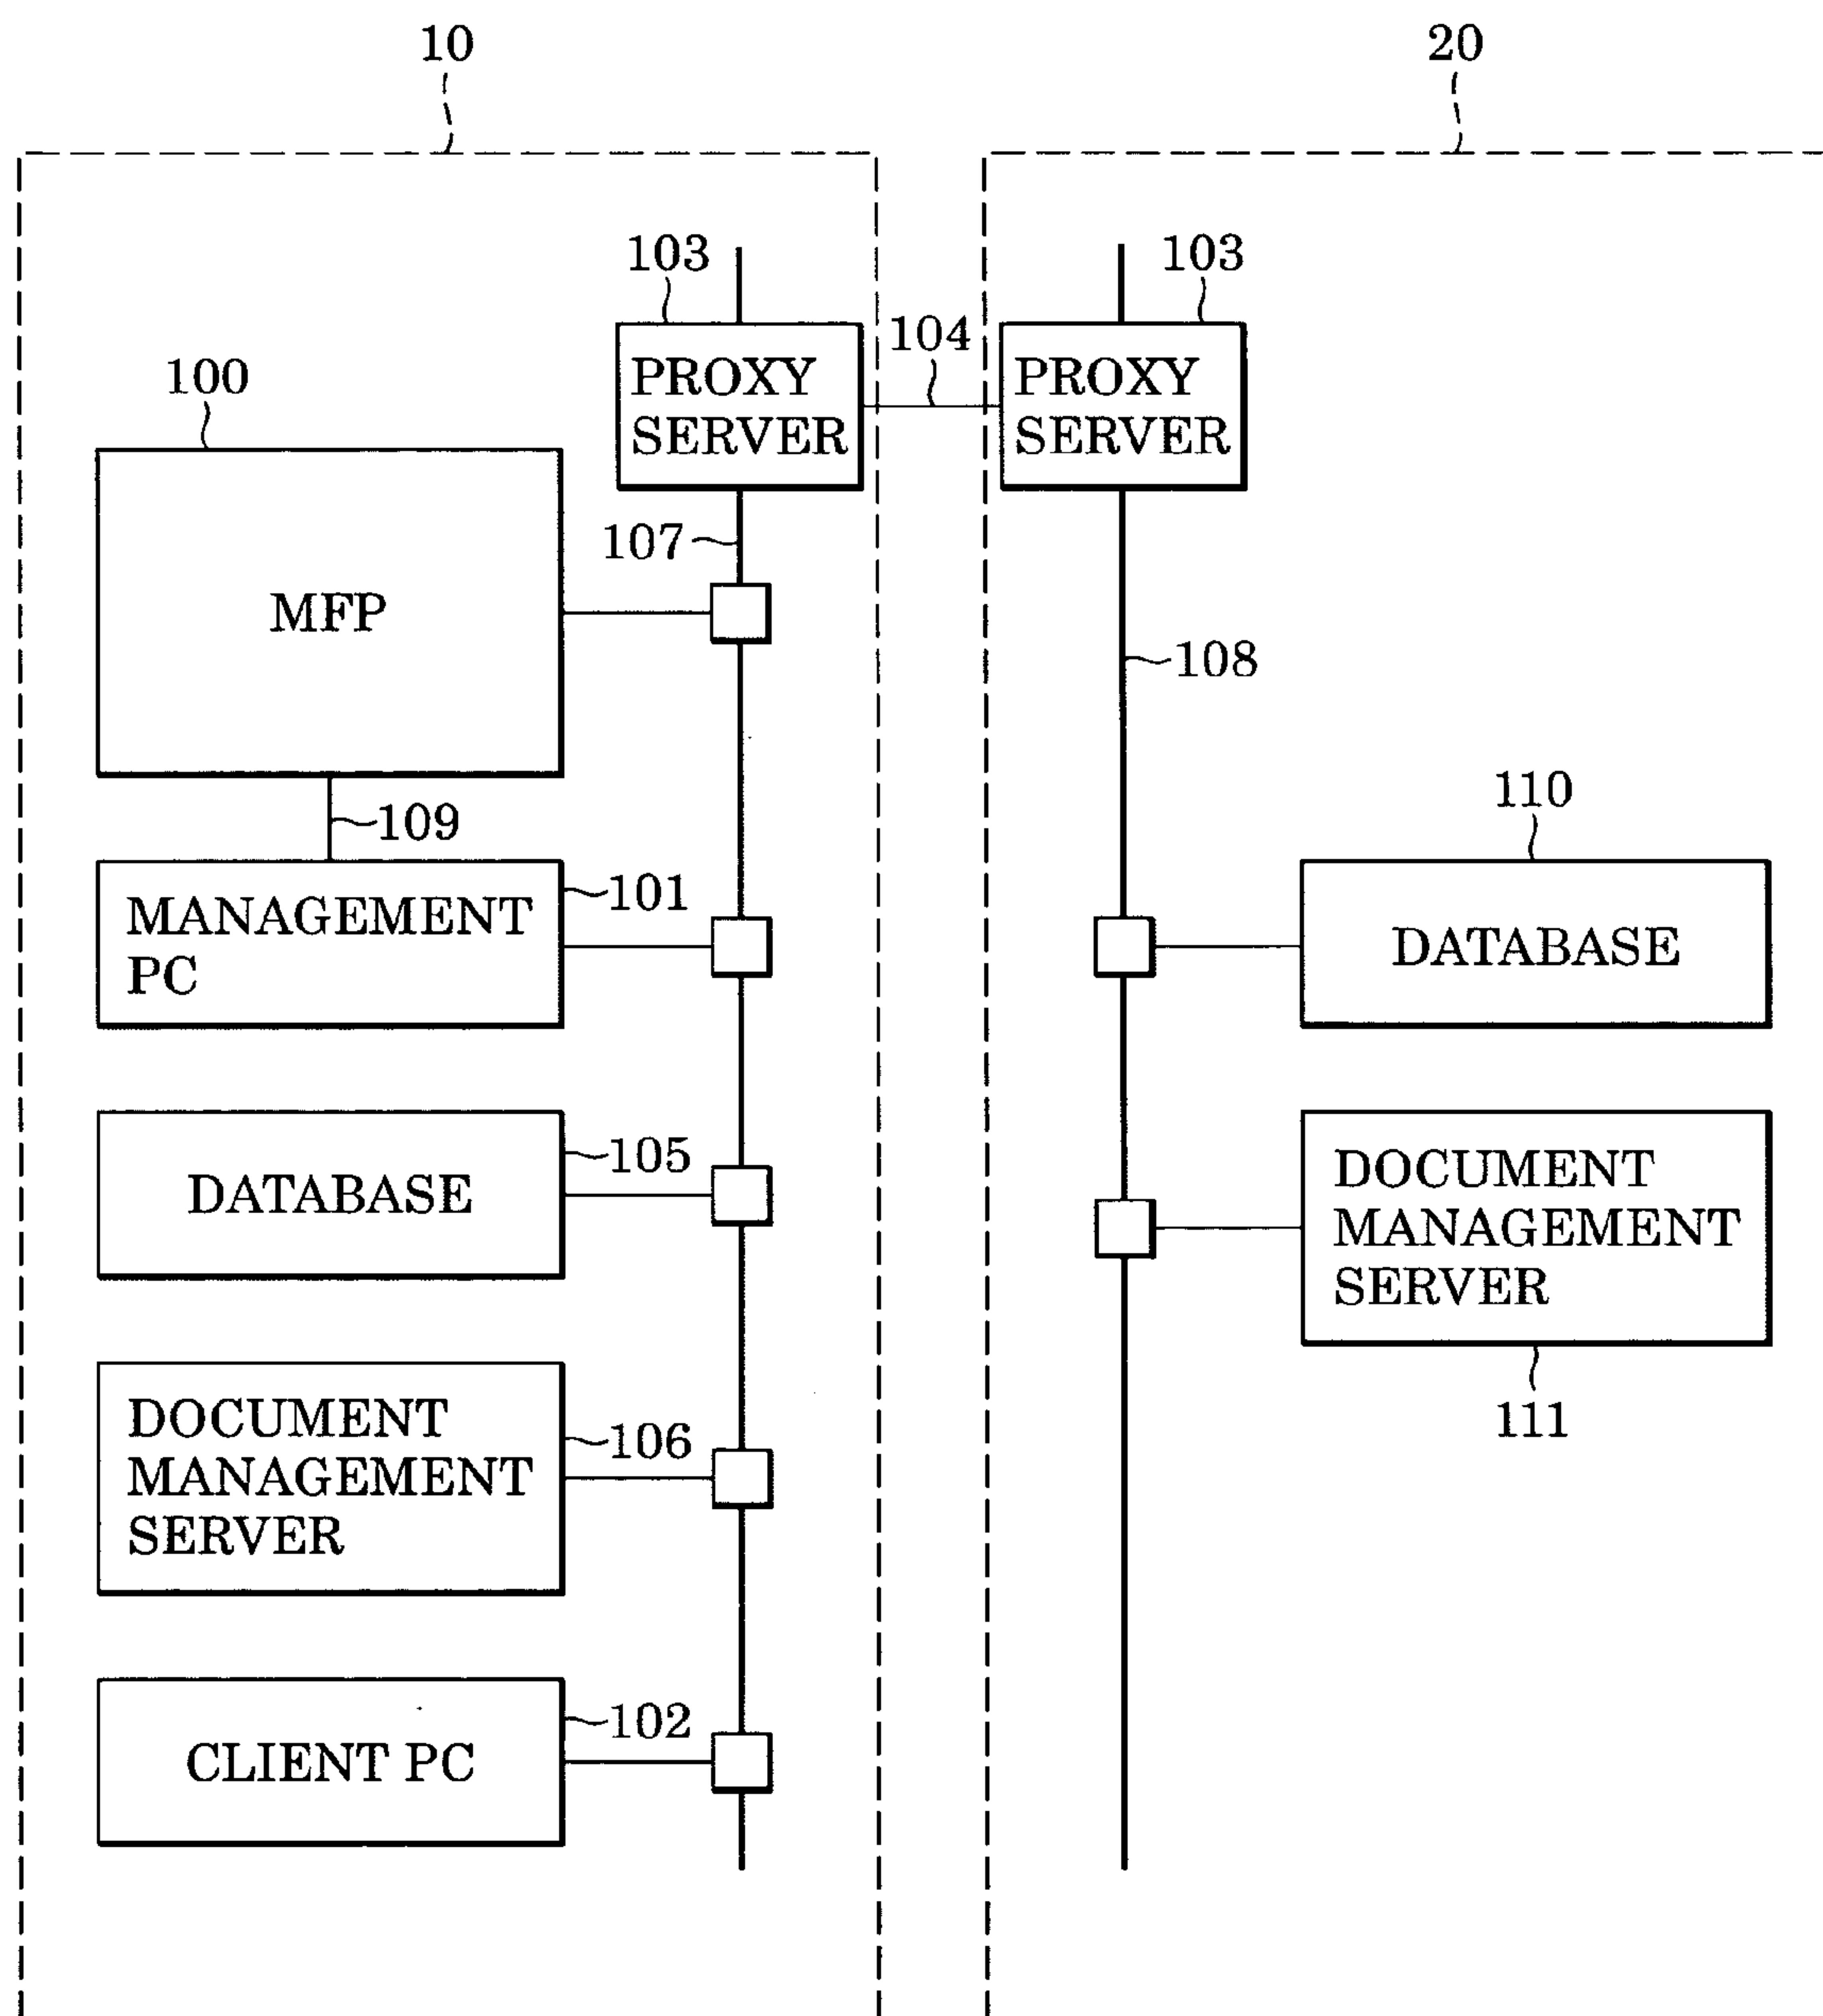 10
20
103
103
104
PROXY
SERVER
PROXY
SERVER
100
MFP
107
108
109
101
MANAGEMENT
PC
110
DATABASE
105
DATABASE
DOCUMENT
MANAGEMENT
SERVER
111
106
DOCUMENT
MANAGEMENT
SERVER
102
CLIENT PC